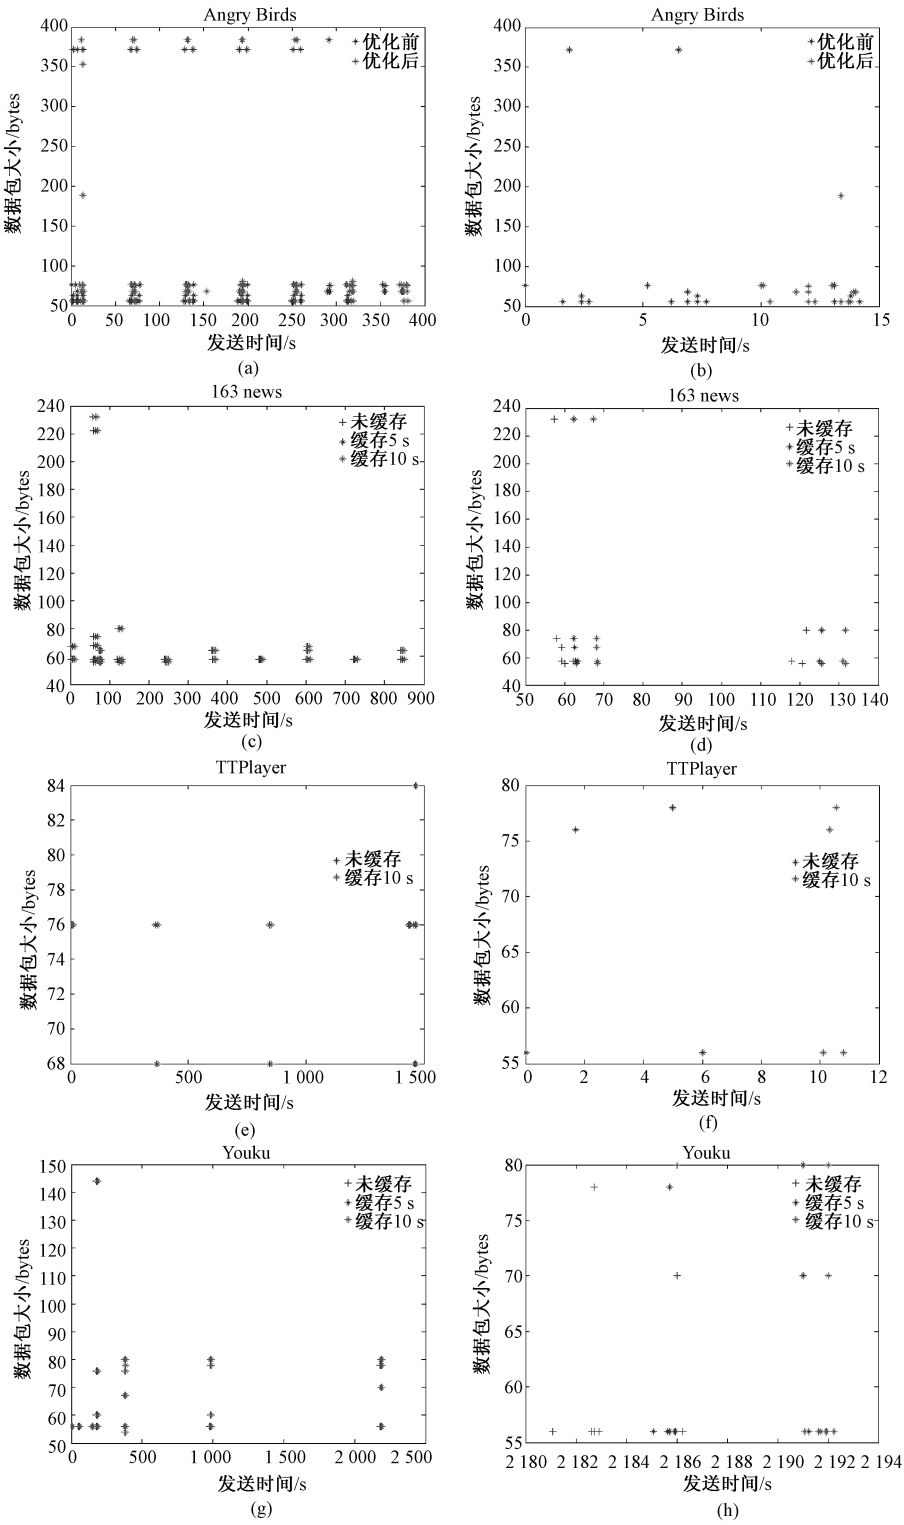 Angry Birds
400
350
300
250
200
150
100
50
数据包大小/bytes
优化前
优化后
0 50 100 150 200 250 300 350 400
发送时间/s
(a)
Angry Birds
400
350
300
250
200
150
100
50
数据包大小/bytes
优化前
优化后
0 5 10 15
发送时间/s
(b)
163 news
240
220
200
180
160
140
120
100
80
60
40
数据包大小/bytes
未缓存
缓存5 s
缓存10 s
0 100 200 300 400 500 600 700 800 900
发送时间/s
(c)
163 news
240
220
200
180
160
140
120
100
80
60
40
数据包大小/bytes
未缓存
缓存5 s
缓存10 s
50 60 70 80 90 100 110 120 130 140
发送时间/s
(d)
TTPlayer
84
82
80
78
76
74
72
70
68
数据包大小/bytes
未缓存
缓存10 s
0 500 1 000 1 500
发送时间/s
(e)
TTPlayer
80
75
70
65
60
55
数据包大小/bytes
未缓存
缓存10 s
0 2 4 6 8 10 12
发送时间/s
(f)
Youku
150
140
130
120
110
100
90
80
70
60
50
数据包大小/bytes
未缓存
缓存5 s
缓存10 s
0 500 1 000 1 500 2 000 2 500
发送时间/s
(g)
Youku
80
75
70
65
60
55
数据包大小/bytes
未缓存
缓存5 s
缓存10 s
2 180 2 182 2 184 2 186 2 188 2 190 2 192 2 194
发送时间/s
(h)